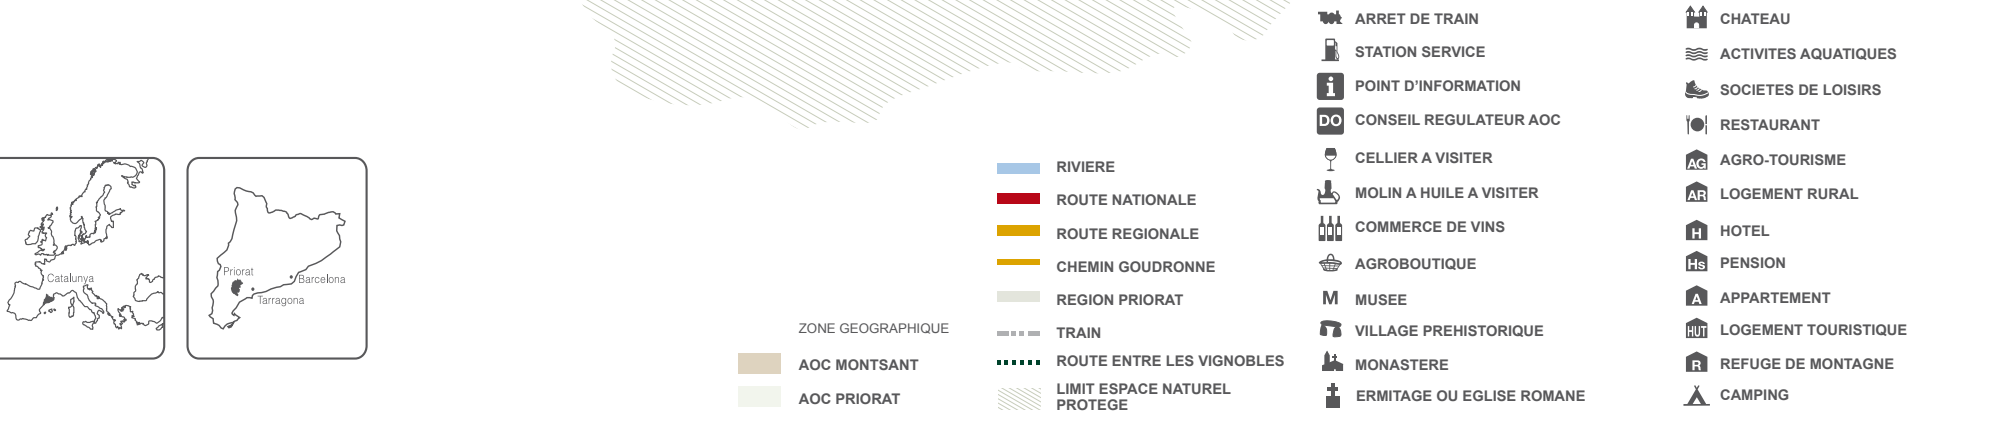 Catalunya
Priorat
Barcelona
Tarragona
ZONE GEOGRAPHIQUE
AOC MONTSANT
AOC PRIORAT
RIVIERE
ROUTE NATIONALE
ROUTE REGIONALE
CHEMIN GOUDRONNE
REGION PRIORAT
TRAIN
ROUTE ENTRE LES VIGNOBLES
LIMIT ESPACE NATUREL
PROTEGE
ARRET DE TRAIN
STATION SERVICE
i POINT D'INFORMATION
DO CONSEIL REGULATEUR AOC
CELLIER A VISITER
MOLIN A HUILE A VISITER
COMMERCE DE VINS
AGROBOUTIQUE
M MUSEE
VILLAGE PREHISTORIQUE
MONASTERE
ERMITAGE OU EGLISE ROMANE
CHATEAU
ACTIVITES AQUATIQUES
SOCIETES DE LOISIRS
RESTAURANT
AG AGRO-TOURISME
AR LOGEMENT RURAL
H HOTEL
Hs PENSION
A APPARTEMENT
HUT LOGEMENT TOURISTIQUE
R REFUGE DE MONTAGNE
CAMPING